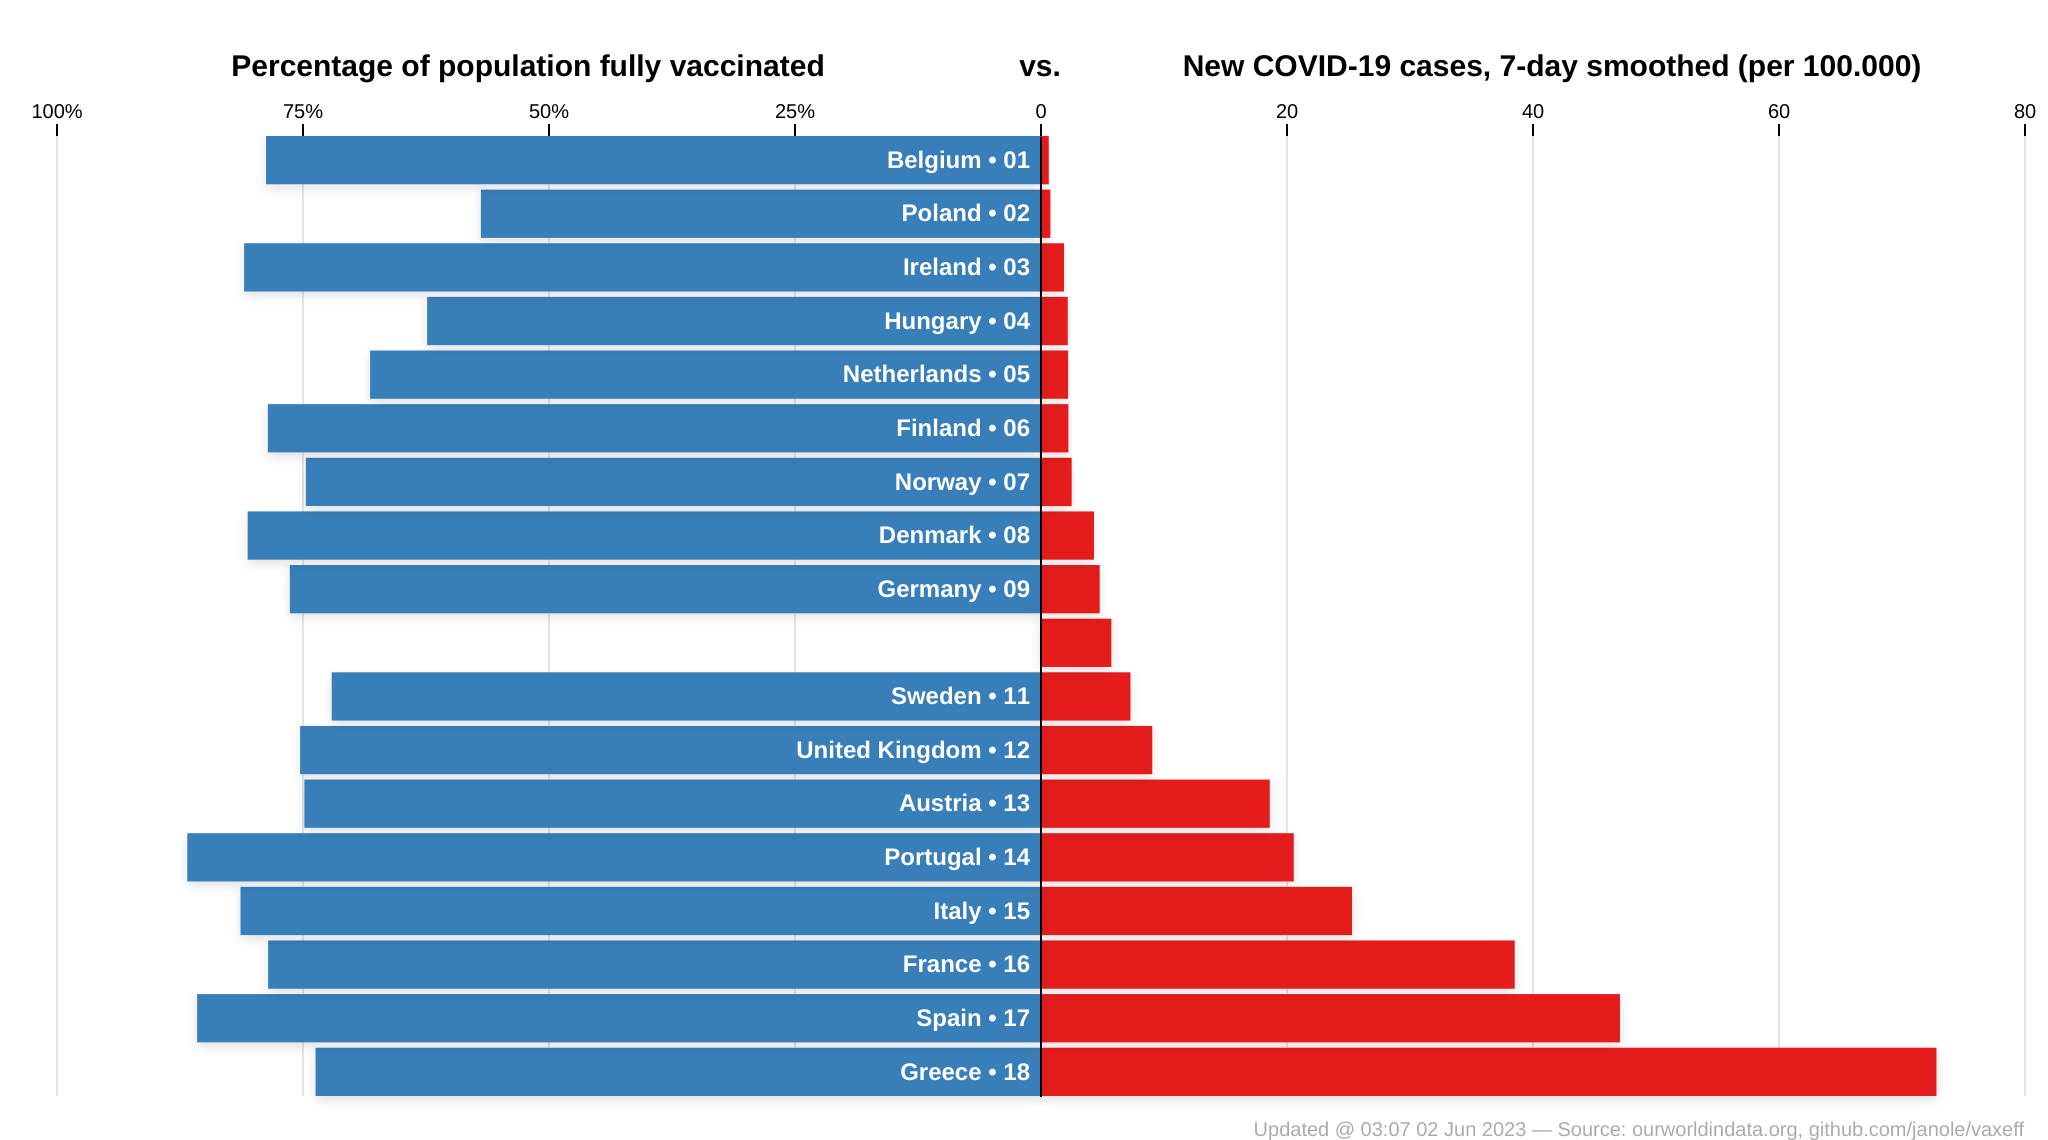 Percentage of population fully vaccinated vs. New COVID-19 cases, 7-day smoothed (per 100.000)
100% 75% 50% 25% 0 20 40 60 80
Belgium • 01
Poland • 02
Ireland • 03
Hungary • 04
Netherlands • 05
Finland • 06
Norway • 07
Denmark • 08
Germany • 09
Sweden • 11
United Kingdom • 12
Austria • 13
Portugal • 14
Italy • 15
France • 16
Spain • 17
Greece • 18
Updated @ 03:07 02 Jun 2023 — Source: ourworldindata.org, github.com/janole/vaxeff